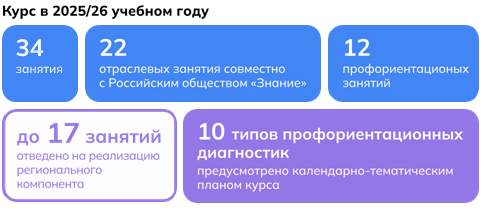 Курс в 2025/26 учебном году
34
занятия
22
отраслевых занятия совместно
с Российским обществом «Знание»
12
профориентационых
занятий
до 17 занятий
отведено на реализацию
регионального
компонента
10 типов профориентационных
диагностик
предусмотрено календарно-тематическим
планом курса